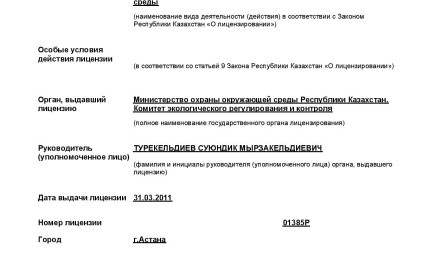 среды
(наименование вида деятельности (действия) в соответствии с Законом
Республики Казахстан «О лицензировании»)
Особые условия
действия лицензии
(в соответствии со статьей 9 Закона Республики Казахстан «О лицензировании»)
Орган, выдавший
лицензию
Министерство охраны окружающей среды Республики Казахстан.
Комитет экологического регулирования и контроля
(полное наименование государственного органа лицензирования)
Руководитель
(уполномоченное лицо)
ТУРЕКЕЛЬДИЕВ СУЮНДИК МЫРЗАКЕЛЬДИЕВИЧ
(фамилия и инициалы руководителя (уполномоченного лица) органа, выдавшего
лицензию)
Дата выдачи лицензии 31.03.2011
Номер лицензии 01385Р
Город г.Астана